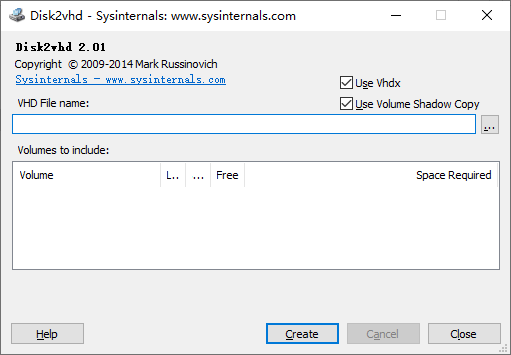 Disk2vhd - Sysinternals: www.sysinternals.com
Disk2vhd 2.01
Copyright © 2009-2014 Mark Russinovich
Sysinternals - www.sysinternals.com
Use Vhdx
VHD File name:
Use Volume Shadow Copy
...
Volumes to include:
Volume L.. ... Free Space Required
Help Create Cancel Close